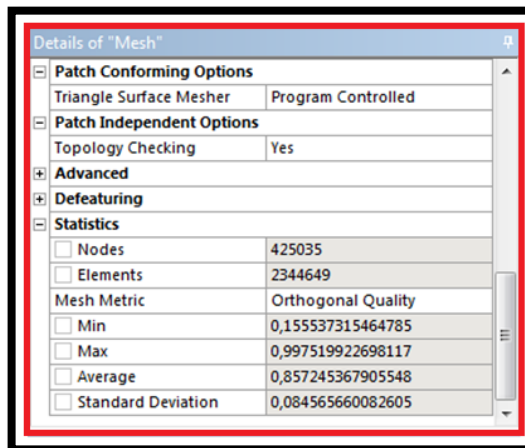 Details of "Mesh"
Patch Conforming Options
Triangle Surface Mesher Program Controlled
Patch Independent Options
Topology Checking Yes
Advanced
Defeaturing
Statistics
Nodes 425035
Elements 2344649
Mesh Metric Orthogonal Quality
Min 0,155537315464785
Max 0,997519922698117
Average 0,857245367905548
Standard Deviation 0,084565660082605